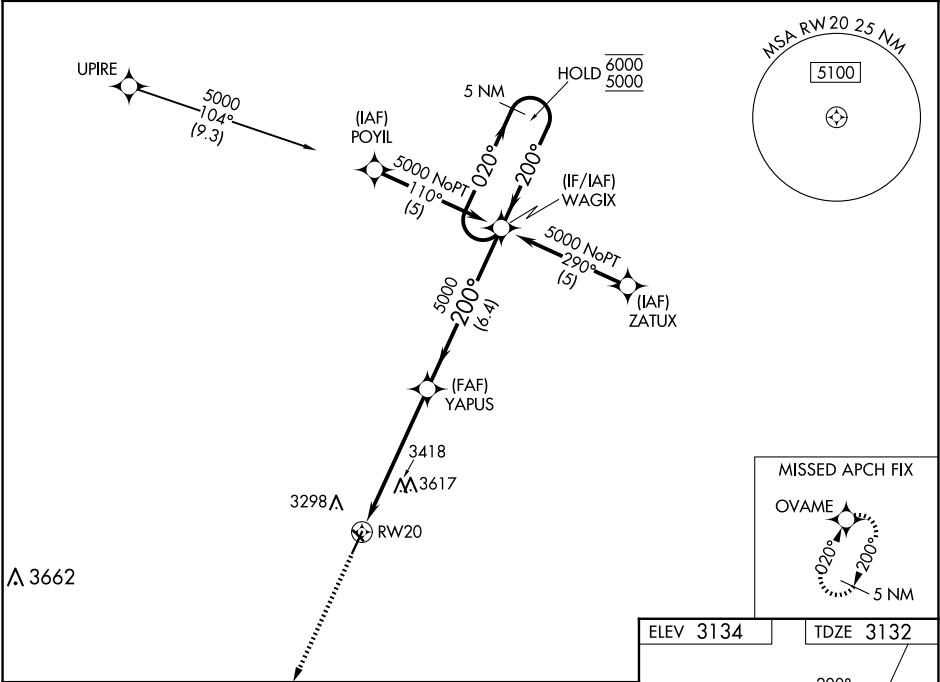 MSA RW20 25 NM
5100
UPIRE
5000
104°
(9.3)
(IAF)
POYIL
5000 NoPT
110°
(5)
5 NM
HOLD 6000
5000
020°
200°
(IF/IAF)
WAGIX
5000 NoPT
290°
(5)
(IAF)
ZATUX
5000
200°
(6.4)
(FAF)
YAPUS
3418
3617
3298
RW20
3662
MISSED APCH FIX
OVAME
020°
200°
5 NM
ELEV 3134
TDZE 3132